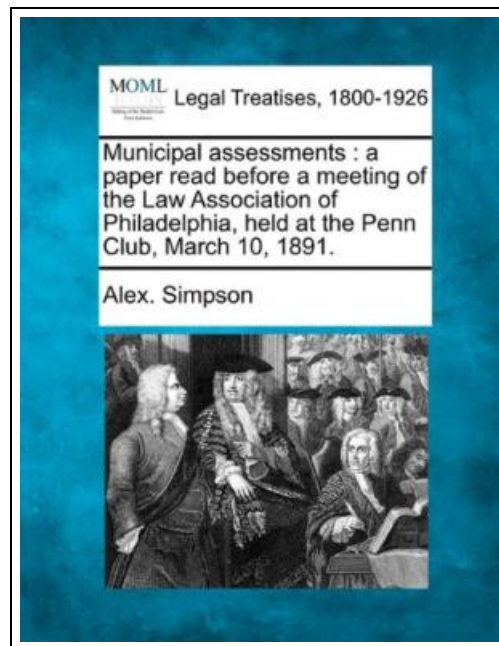 MOML
Legal Treatises, 1800-1926
Municipal assessments : a
paper read before a meeting of
the Law Association of
Philadelphia, held at the Penn
Club, March 10, 1891.
Alex. Simpson